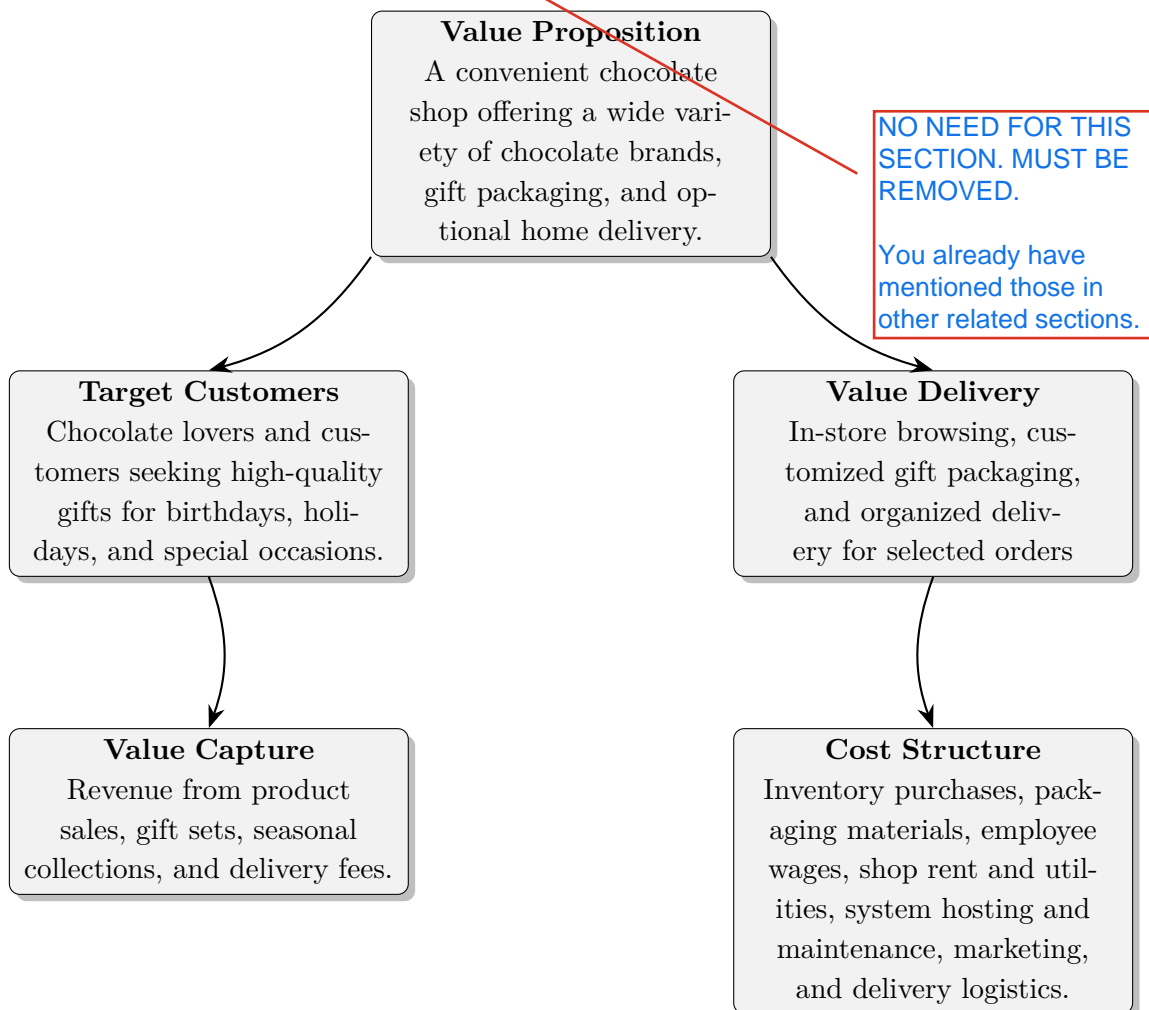 Value Proposition
A convenient chocolate
shop offering a wide vari-
ety of chocolate brands,
gift packaging, and op-
tional home delivery.
NO NEED FOR THIS
SECTION. MUST BE
REMOVED.
You already have
mentioned those in
other related sections.
Target Customers
Chocolate lovers and cus-
tomers seeking high-quality
gifts for birthdays, holi-
days, and special occasions.
Value Delivery
In-store browsing, cus-
tomized gift packaging,
and organized deliv-
ery for selected orders
Value Capture
Revenue from product
sales, gift sets, seasonal
collections, and delivery fees.
Cost Structure
Inventory purchases, pack-
aging materials, employee
wages, shop rent and util-
ities, system hosting and
maintenance, marketing,
and delivery logistics.